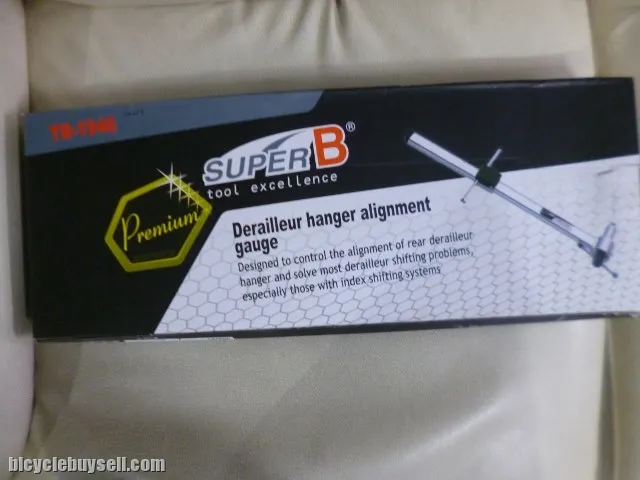 TB-1946
SUPER B®
tool excellence
Premium
Derailleur hanger alignment
gauge
Designed to control the alignment of rear derailleur
hanger and solve most derailleur shifting problems,
especially those with index shifting systems
bicyclebuysell.com